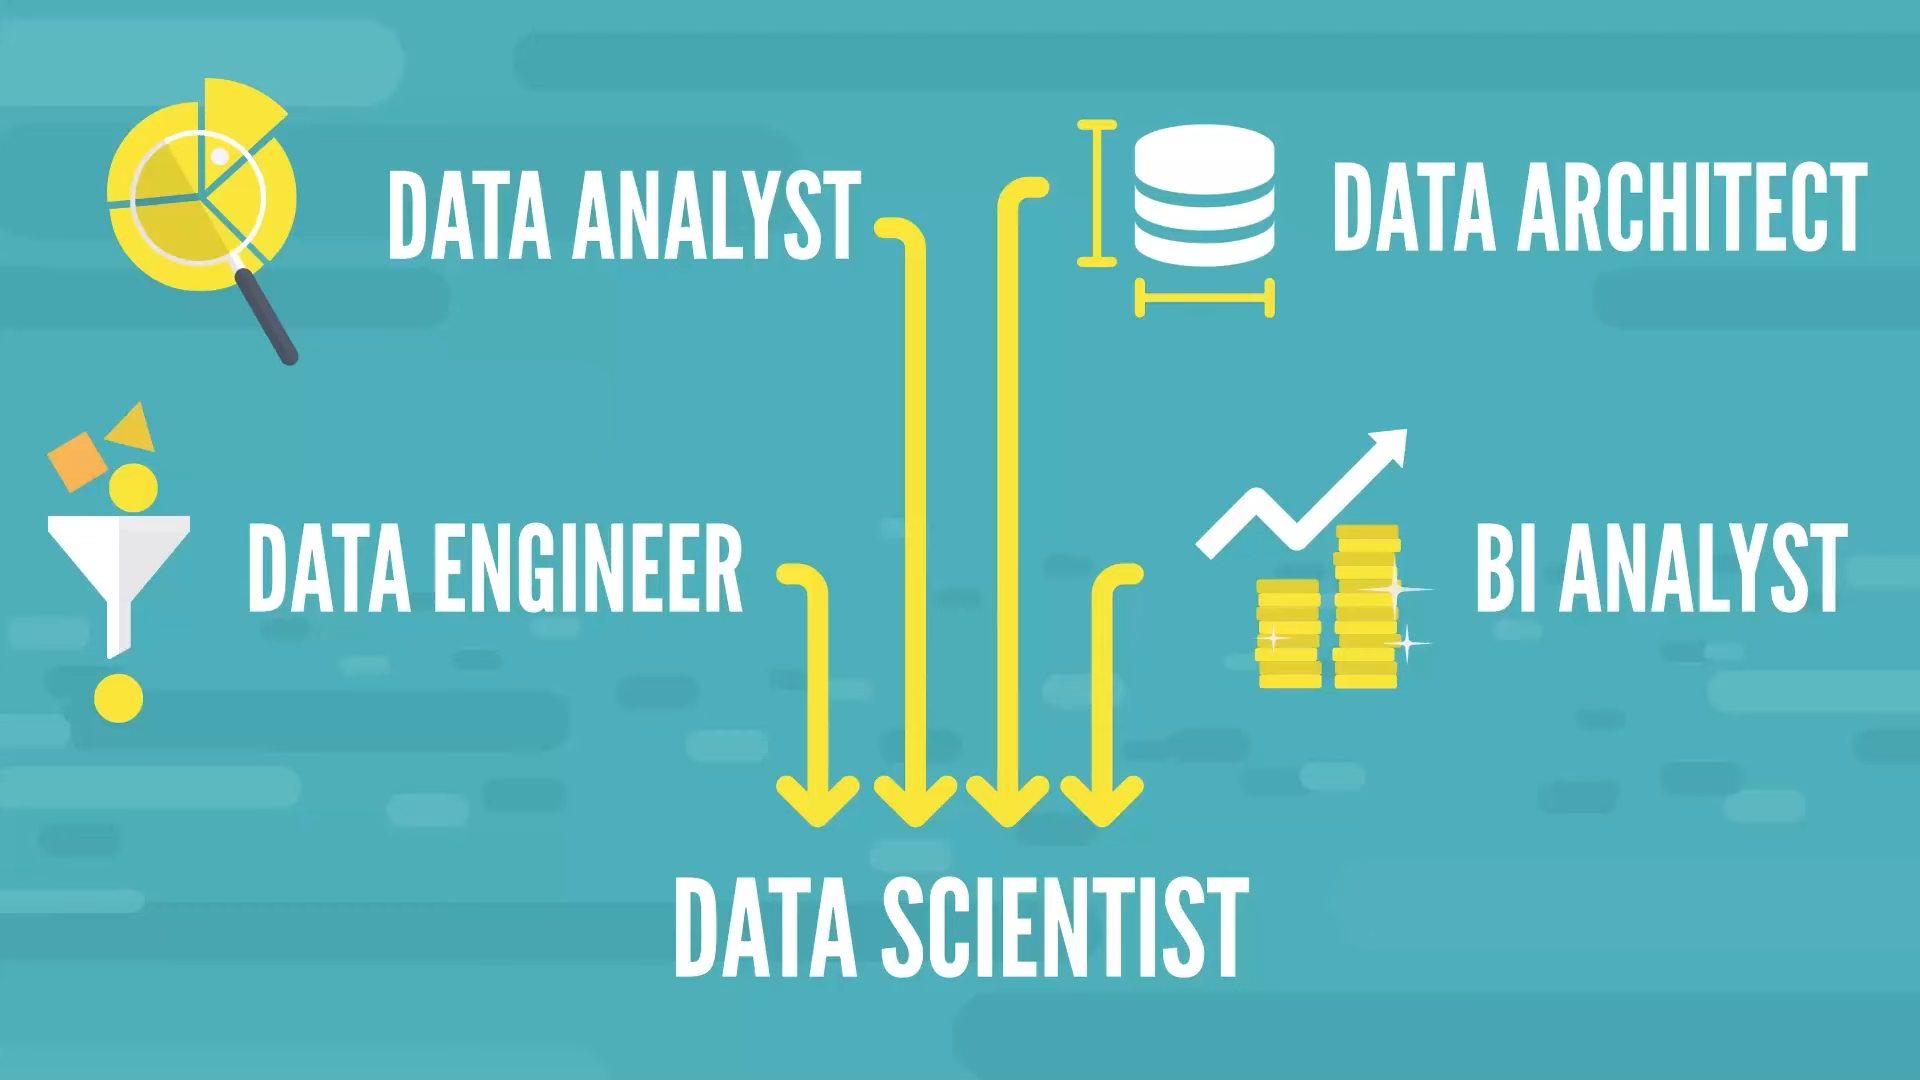 DATA ANALYST
DATA ARCHITECT
DATA ENGINEER
BI ANALYST
DATA SCIENTIST